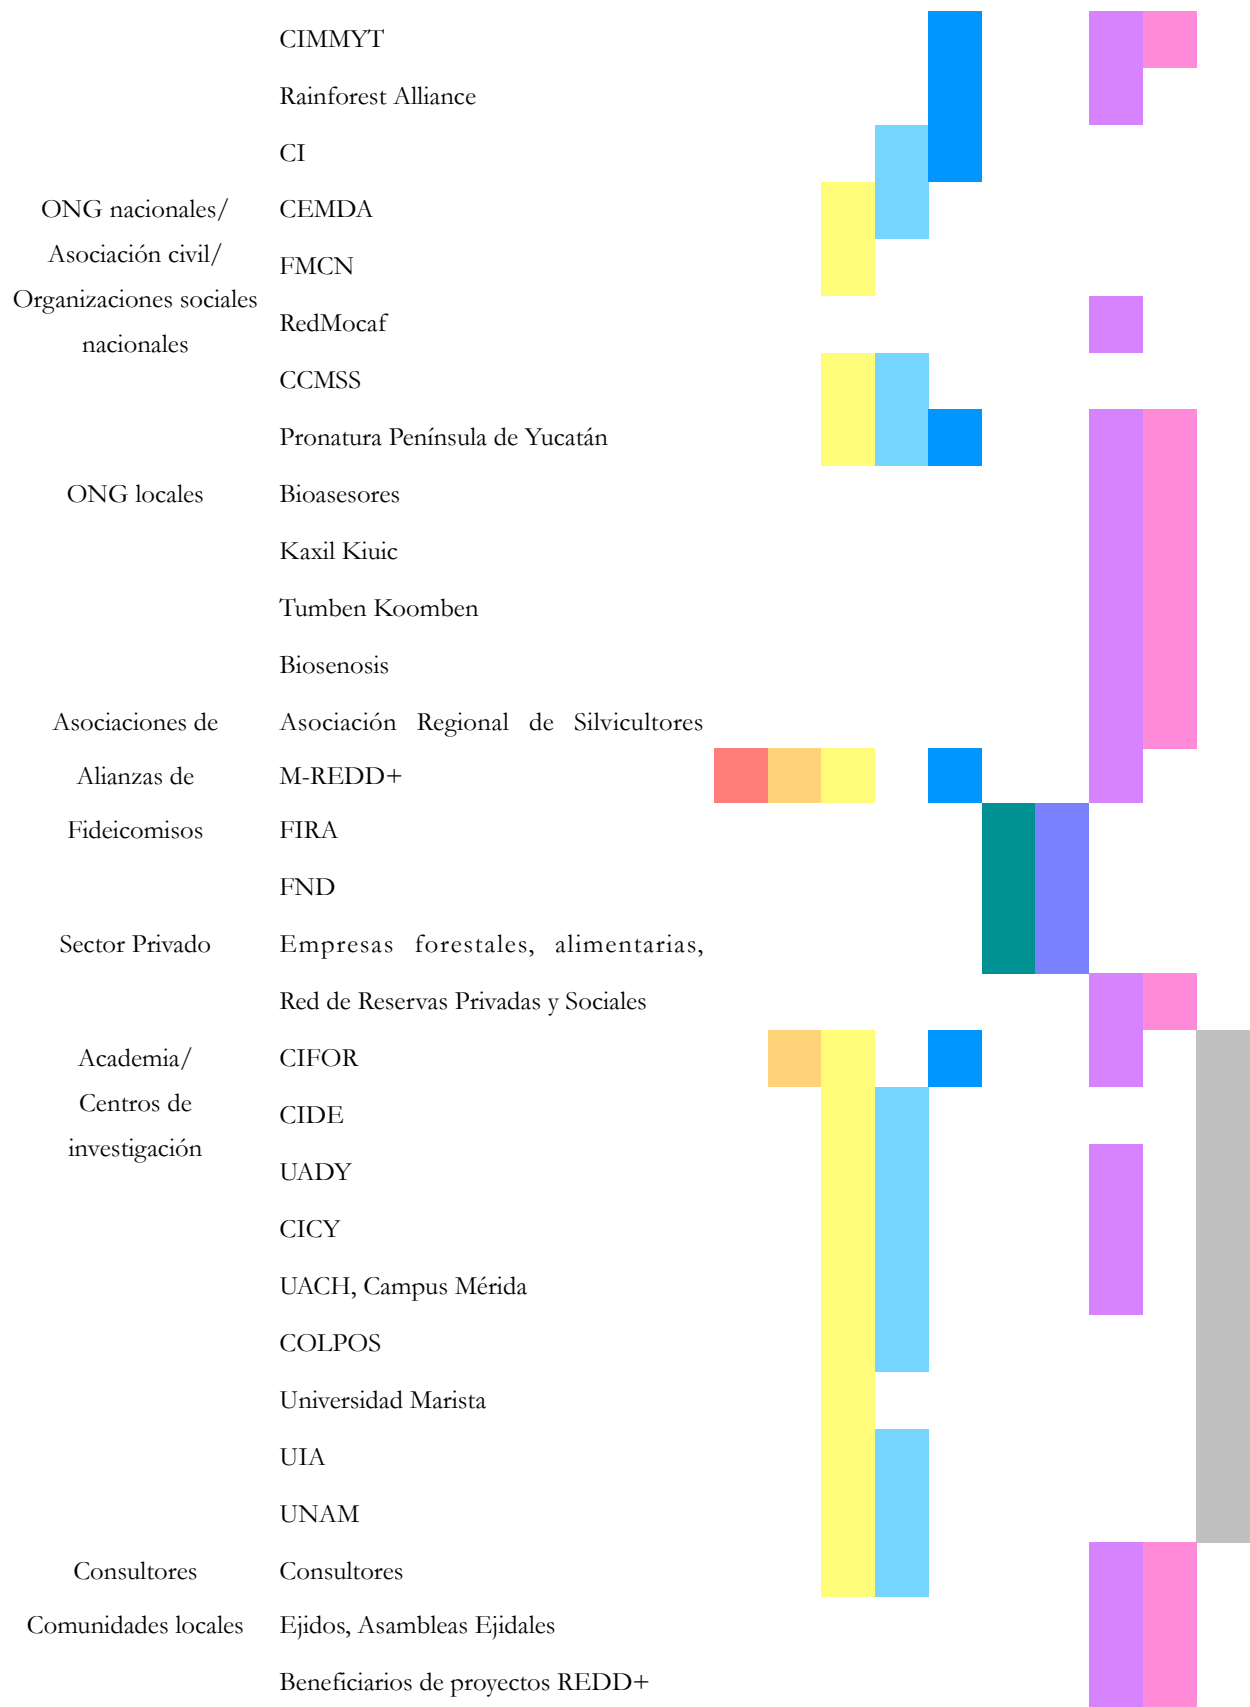 CIMMYT
Rainforest Alliance
CI
ONG nacionales/ CEMDA
Asociación civil/
FMCN
Organizaciones sociales
RedMocaf
nacionales
CCMSS
Pronatura Península de Yucatán
ONG locales Bioasesores
Kaxil Kiuic
Tumben Koomben
Biosenosis
Asociaciones de Asociación Regional de Silvicultores
Alianzas de M-REDD+
Fideicomisos FIRA
FND
Sector Privado Empresas forestales, alimentarias,
Red de Reservas Privadas y Sociales
Academia/ CIFOR
Centros de
CIDE
investigación
UADY
CICY
UACH, Campus Mérida
COLPOS
Universidad Marista
UIA
UNAM
Consultores Consultores
Comunidades locales Ejidos, Asambleas Ejidales
Beneficiarios de proyectos REDD+